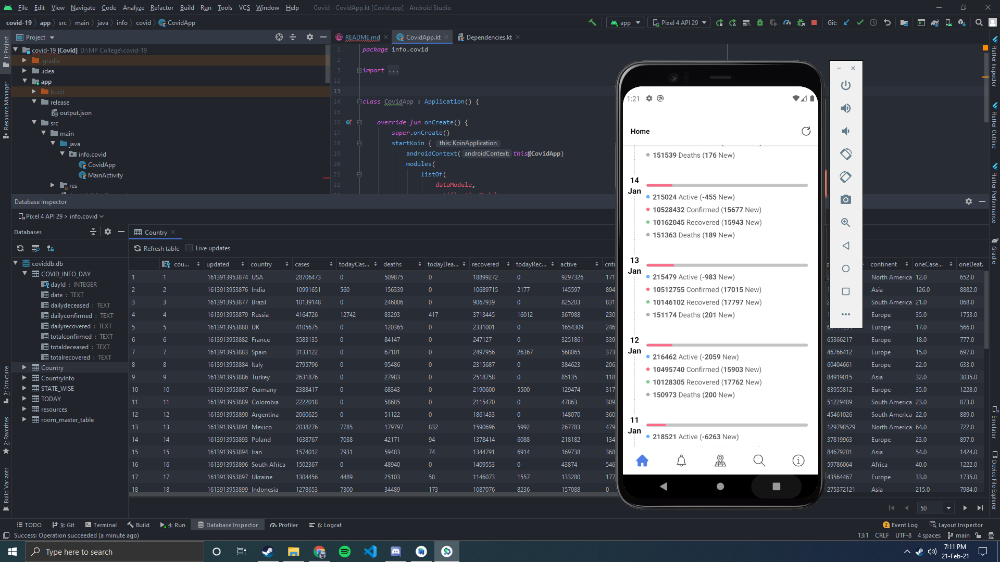 File Edit View Navigate Code Analyze Refactor Build Run Tools VCS Window Help Covid - CovidApp.kt [Covid.app] - Android Studio
covid-19 app src main java info covid CovidApp app Pixel 4 API 29 Git:
1: Project
Resource Manager
7: Structure
2: Favorites
Build Variants
Project
covid-19 [Covid] D:\MP College\covid-19
.gradle
.idea
app
build
release
output.json
src
main
java
info.covid
CovidApp
MainActivity
res
README.md CovidApp.kt Dependencies.kt
1 package info.covid
2
3 import ...
12
13
14 class CovidApp : Application() {
15
16 override fun onCreate() {
17 super.onCreate()
18 startKoin { this: KoinApplication
19 androidContext( androidContext: this@CovidApp)
20 modules(
21 listOf(
22 dataModule,
Database Inspector
Pixel 4 API 29 > info.covid
Databases
coviddb.db
COVID_INFO_DAY
dayId : INTEGER
date : TEXT
dailydeceased : TEXT
dailyconfirmed : TEXT
dailyrecovered : TEXT
totalconfirmed : TEXT
totaldeceased : TEXT
totalrecovered : TEXT
Country
CountryInfo
STATE_WISE
TODAY
resources
room_master_table
Country
Refresh table Live updates
cou... updated country cases todayCas... deaths todayDea... recovered todayRec... active criti continent oneCase... oneDeat...
1 1 1613913953874 USA 28706473 0 509875 0 18899272 0 9297326 171 North America 12.0 652.0
2 2 1613913953876 India 10991651 560 156339 0 10689715 2177 145597 894 Asia 126.0 8882.0
3 3 1613913953877 Brazil 10139148 0 246006 0 9067939 0 825203 831 South America 21.0 868.0
4 4 1613913953879 Russia 4164726 12742 83293 417 3713445 16012 367988 230 Europe 35.0 1753.0
5 5 1613913953880 UK 4105675 0 120365 0 2331001 0 1654309 246 Europe 17.0 566.0
6 6 1613913953882 France 3583135 0 84147 0 247127 0 3251861 339 65366217 Europe 18.0 777.0
7 7 1613913953883 Spain 3133122 0 67101 0 2497956 26367 568065 373 46766412 Europe 15.0 697.0
8 8 1613913953884 Italy 2795796 0 95486 0 2315687 0 384623 206 60404661 Europe 22.0 633.0
9 9 1613913953886 Turkey 2631876 0 27983 0 2518758 0 85135 118 84919015 Asia 32.0 3035.0
10 10 1613913953887 Germany 2388417 0 68343 0 2190600 5500 129474 317 83955812 Europe 35.0 1228.0
11 11 1613913953889 Colombia 2222018 0 58685 0 2115470 0 47863 309 51229489 South America 23.0 873.0
12 12 1613913953890 Argentina 2060625 0 51122 0 1861433 0 148070 360 45461026 South America 22.0 889.0
13 13 1613913953891 Mexico 2038276 7785 179797 832 1590696 5992 267783 479 129798529 North America 64.0 722.0
14 14 1613913953893 Poland 1638767 7038 42171 94 1378414 6088 218182 134 37819963 Europe 23.0 897.0
15 15 1613913953894 Iran 1574012 7931 59483 74 1344791 6914 169738 368 84679201 Asia 54.0 1424.0
16 16 1613913953896 South Africa 1502367 0 48940 0 1409553 0 43874 546 59786064 Africa 40.0 1222.0
17 17 1613913953897 Ukraine 1304456 4489 25103 58 1146073 1557 133280 177 43564467 Europe 33.0 1735.0
18 18 1613913953899 Indonesia 1278653 7300 34489 173 1087076 8236 157088 0 275372121 Asia 215.0 7984.0
50
1:21
Home
151539 Deaths (176 New)
14 Jan
215024 Active (-455 New)
10528432 Confirmed (15677 New)
10162045 Recovered (15943 New)
151363 Deaths (189 New)
13 Jan
215479 Active (-983 New)
10512755 Confirmed (17015 New)
10146102 Recovered (17797 New)
151174 Deaths (201 New)
12 Jan
216462 Active (-2059 New)
10495740 Confirmed (15903 New)
10128305 Recovered (17762 New)
150973 Deaths (200 New)
11 Jan
218521 Active (-6263 New)
Flutter Inspector
Flutter Outline
Flutter Performance
Gradle
Emulator
Device File Explorer
TODO 9: Git Terminal Build 4: Run Database Inspector Profiler 6: Logcat 2 Event Log Layout Inspector
Success: Operation succeeded (a minute ago) 13:1 CRLF UTF-8 4 spaces main
Type here to search
7:11 PM
21-Feb-21